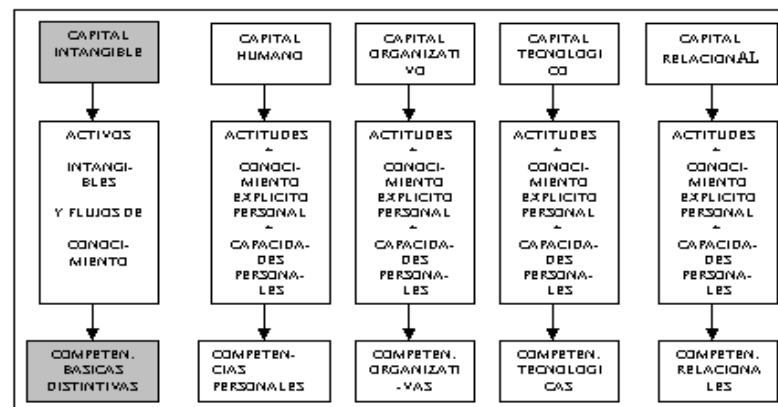 CAPITAL
INTANGIBLE
CAPITAL
HUMANO
CAPITAL
ORGANIZATI
VO
CAPITAL
TECNOLOGI
CO
CAPITAL
RELACIONAL
ACTIVOS
INTANGI-
BLES
Y FLUJOS DE
CONOCI-
MIENTO
ACTITUDES
+
CONOCI-
MIENTO
EXPLICITO
PERSONAL
+
CAPACIDA-
DES
PERSONA-
LES
ACTITUDES
+
CONOCI-
MIENTO
EXPLICITO
PERSONAL
+
CAPACIDA-
DES
PERSONA-
LES
ACTITUDES
+
CONOCI-
MIENTO
EXPLICITO
PERSONAL
+
CAPACIDA-
DES
PERSONA-
LES
ACTITUDES
+
CONOCI-
MIENTO
EXPLICITO
PERSONAL
+
CAPACIDA-
DES
PERSONA-
LES
COMPETEN.
BASICAS
DISTINTIVAS
COMPETEN-
CIAS
PERSONALES
COMPETEN.
ORGANIZATI
-VAS
COMPETEN.
TECNOLOGI
CAS
COMPETEN.
RELACIONA
LES